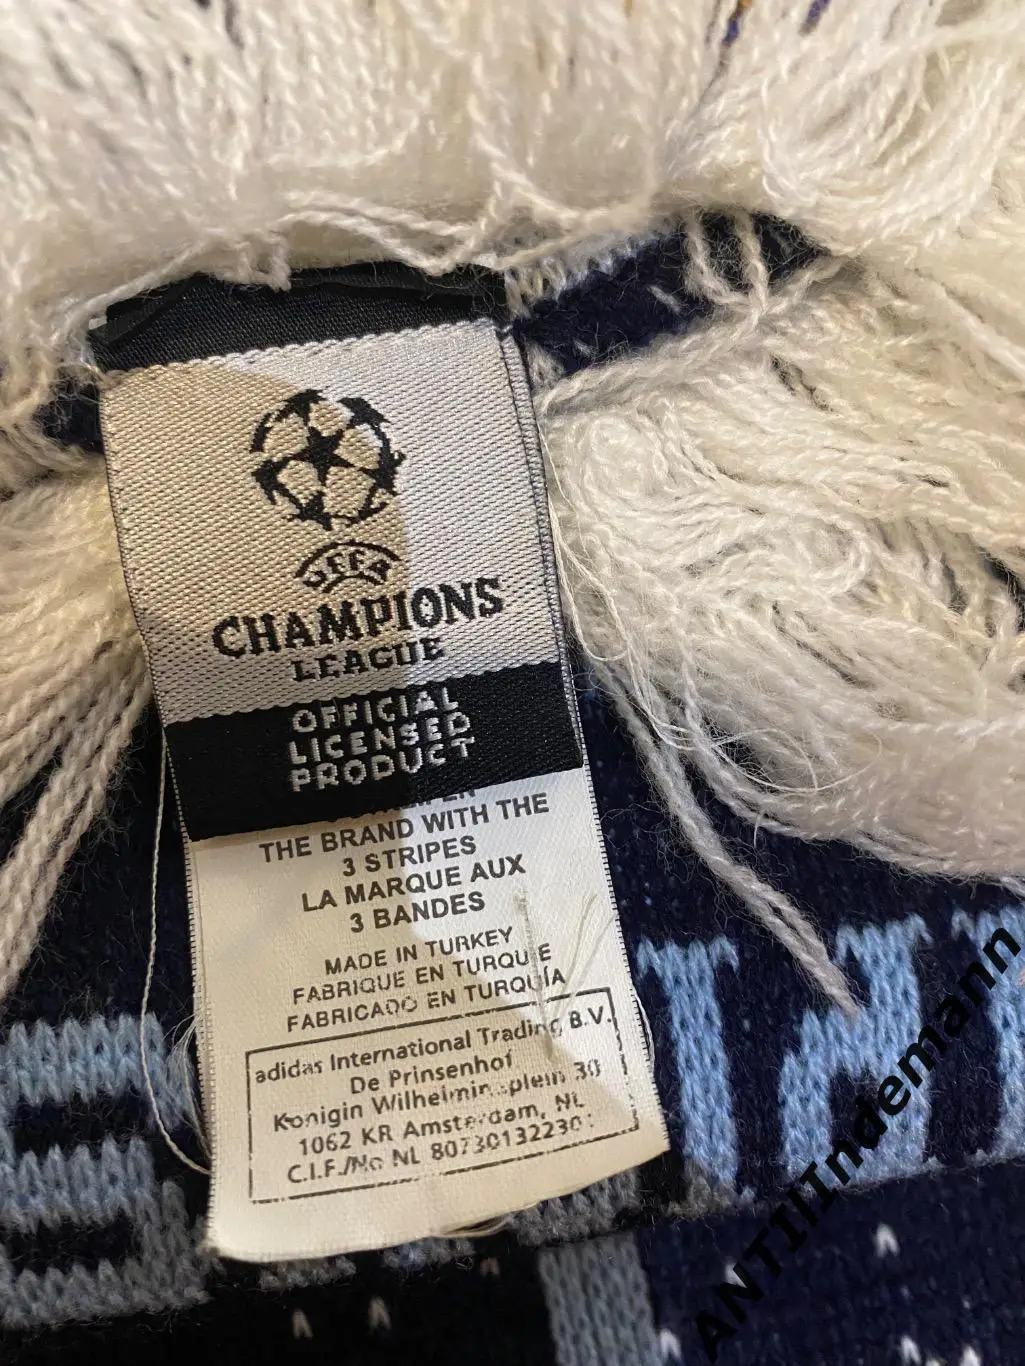 UEFA
CHAMPIONS
LEAGUE
OFFICIAL
LICENSED
PRODUCT
THE BRAND WITH THE
3 STRIPES
LA MARQUE AUX
3 BANDES
MADE IN TURKEY
FABRIQUE EN TURQUIE
FABRICADO EN TURQUÍA
adidas International Trading B.V.
De Prinsenhof
Konigin Wilhelminaplein 30
1062 KR Amsterdam, NL
C.I.F./No NL
TAT
ANTIIIndemann